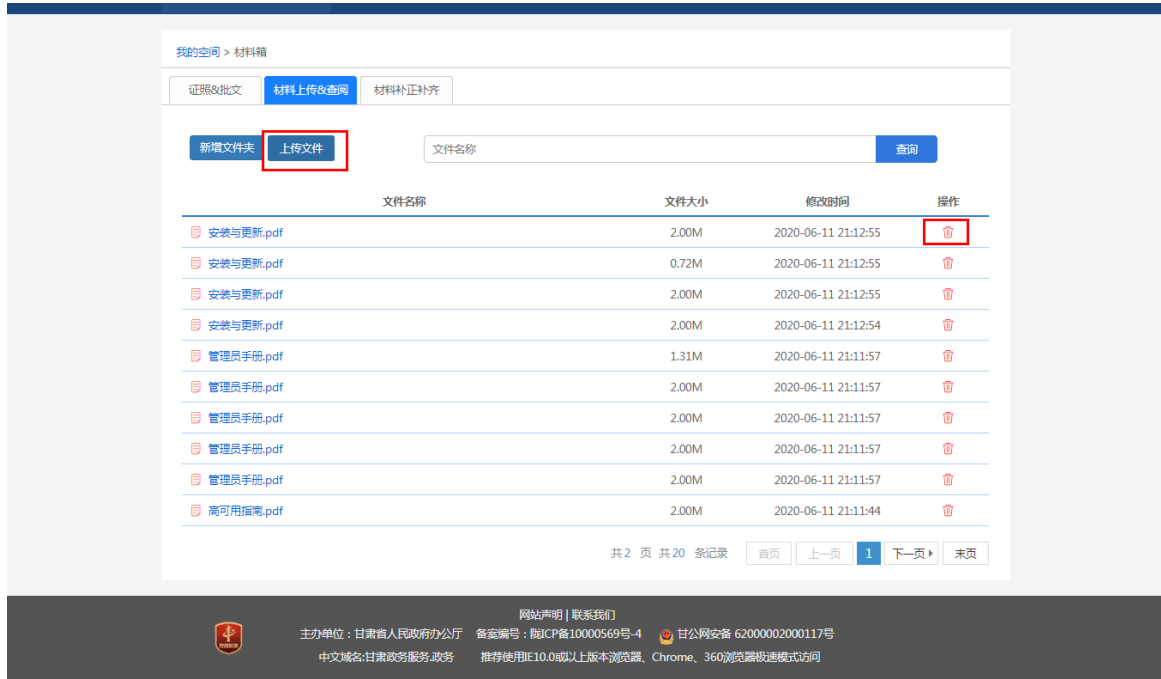 我的空间 > 材料箱
证照&批文 材料上传&查阅 材料补正补齐
新增文件夹 上传文件 文件名称 查询
文件名称 文件大小 修改时间 操作
安装与更新.pdf 2.00M 2020-06-11 21:12:55
安装与更新.pdf 0.72M 2020-06-11 21:12:55
安装与更新.pdf 2.00M 2020-06-11 21:12:55
安装与更新.pdf 2.00M 2020-06-11 21:12:54
管理员手册.pdf 1.31M 2020-06-11 21:11:57
管理员手册.pdf 2.00M 2020-06-11 21:11:57
管理员手册.pdf 2.00M 2020-06-11 21:11:57
管理员手册.pdf 2.00M 2020-06-11 21:11:57
管理员手册.pdf 2.00M 2020-06-11 21:11:57
高可用指南.pdf 2.00M 2020-06-11 21:11:44
共2 页 共20 条记录 首页 上一页 1 下一页 末页
网站声明 | 联系我们
主办单位：甘肃省人民政府办公厅 备案编号：陇ICP备10000569号-4 甘公网安备 62000002000117号
中文域名:甘肃政务服务.政务 推荐使用IE10.0或以上版本浏览器、Chrome、360浏览器极速模式访问